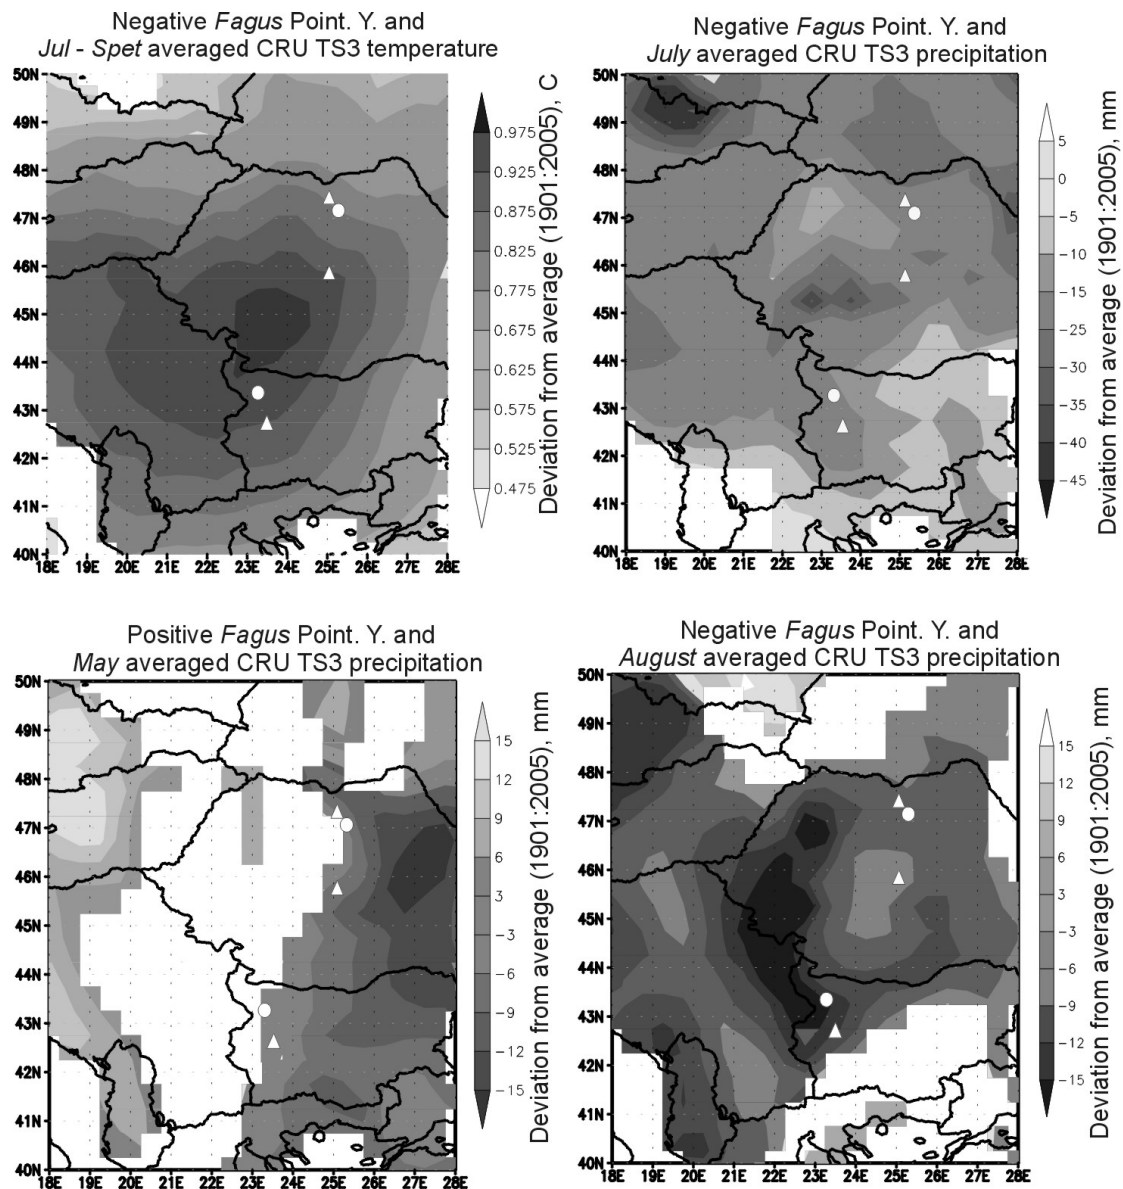 Negative Fagus Point. Y. and
Jul - Spet averaged CRU TS3 temperature
50N
49N
48N
47N
46N
45N
44N
43N
42N
41N
40N
18E 19E 20E 21E 22E 23E 24E 25E 26E 27E 28E
0.975
0.925
0.875
0.825
0.775
0.675
0.625
0.575
0.525
0.475
Deviation from average (1901:2005), C
Negative Fagus Point. Y. and
July averaged CRU TS3 precipitation
50N
49N
48N
47N
46N
45N
44N
43N
42N
41N
40N
18E 19E 20E 21E 22E 23E 24E 25E 26E 27E 28E
5
0
-5
-10
-15
-25
-30
-35
-40
-45
Deviation from average (1901:2005), mm
Positive Fagus Point. Y. and
May averaged CRU TS3 precipitation
50N
49N
48N
47N
46N
45N
44N
43N
42N
41N
40N
18E 19E 20E 21E 22E 23E 24E 25E 26E 27E 28E
15
12
9
6
3
-3
-6
-9
-12
-15
Deviation from average (1901:2005), mm
Negative Fagus Point. Y. and
August averaged CRU TS3 precipitation
50N
49N
48N
47N
46N
45N
44N
43N
42N
41N
40N
18E 19E 20E 21E 22E 23E 24E 25E 26E 27E 28E
15
12
9
6
3
-3
-6
-9
-12
-15
Deviation from average (1901:2005), mm